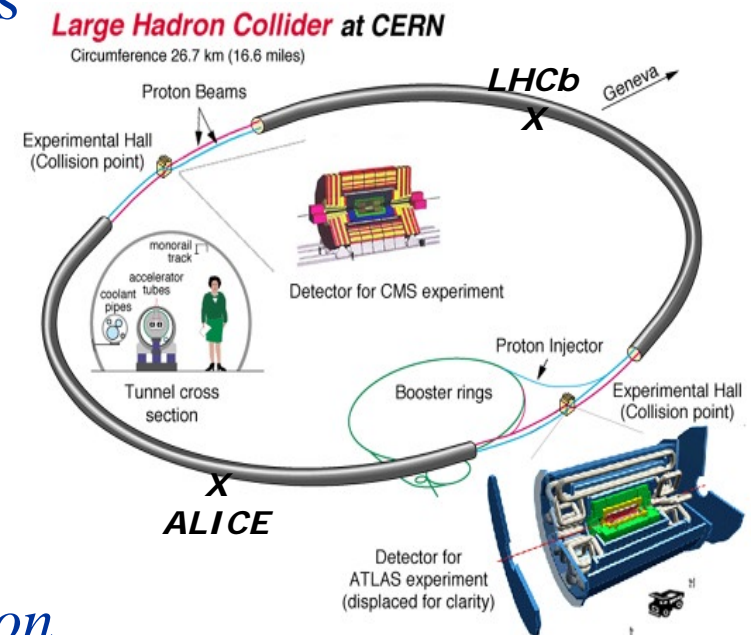 s
Large Hadron Collider at CERN
Circumference 26.7 km (16.6 miles)
LHCb
X
Geneva
Proton Beams
Experimental Hall
(Collision point)
monorail
track
accelerator
tubes
coolant
pipes
Tunnel cross
section
Detector for CMS experiment
Proton Injector
Booster rings
Experimental Hall
(Collision point)
X
ALICE
Detector for
ATLAS experiment
(displaced for clarity)
on